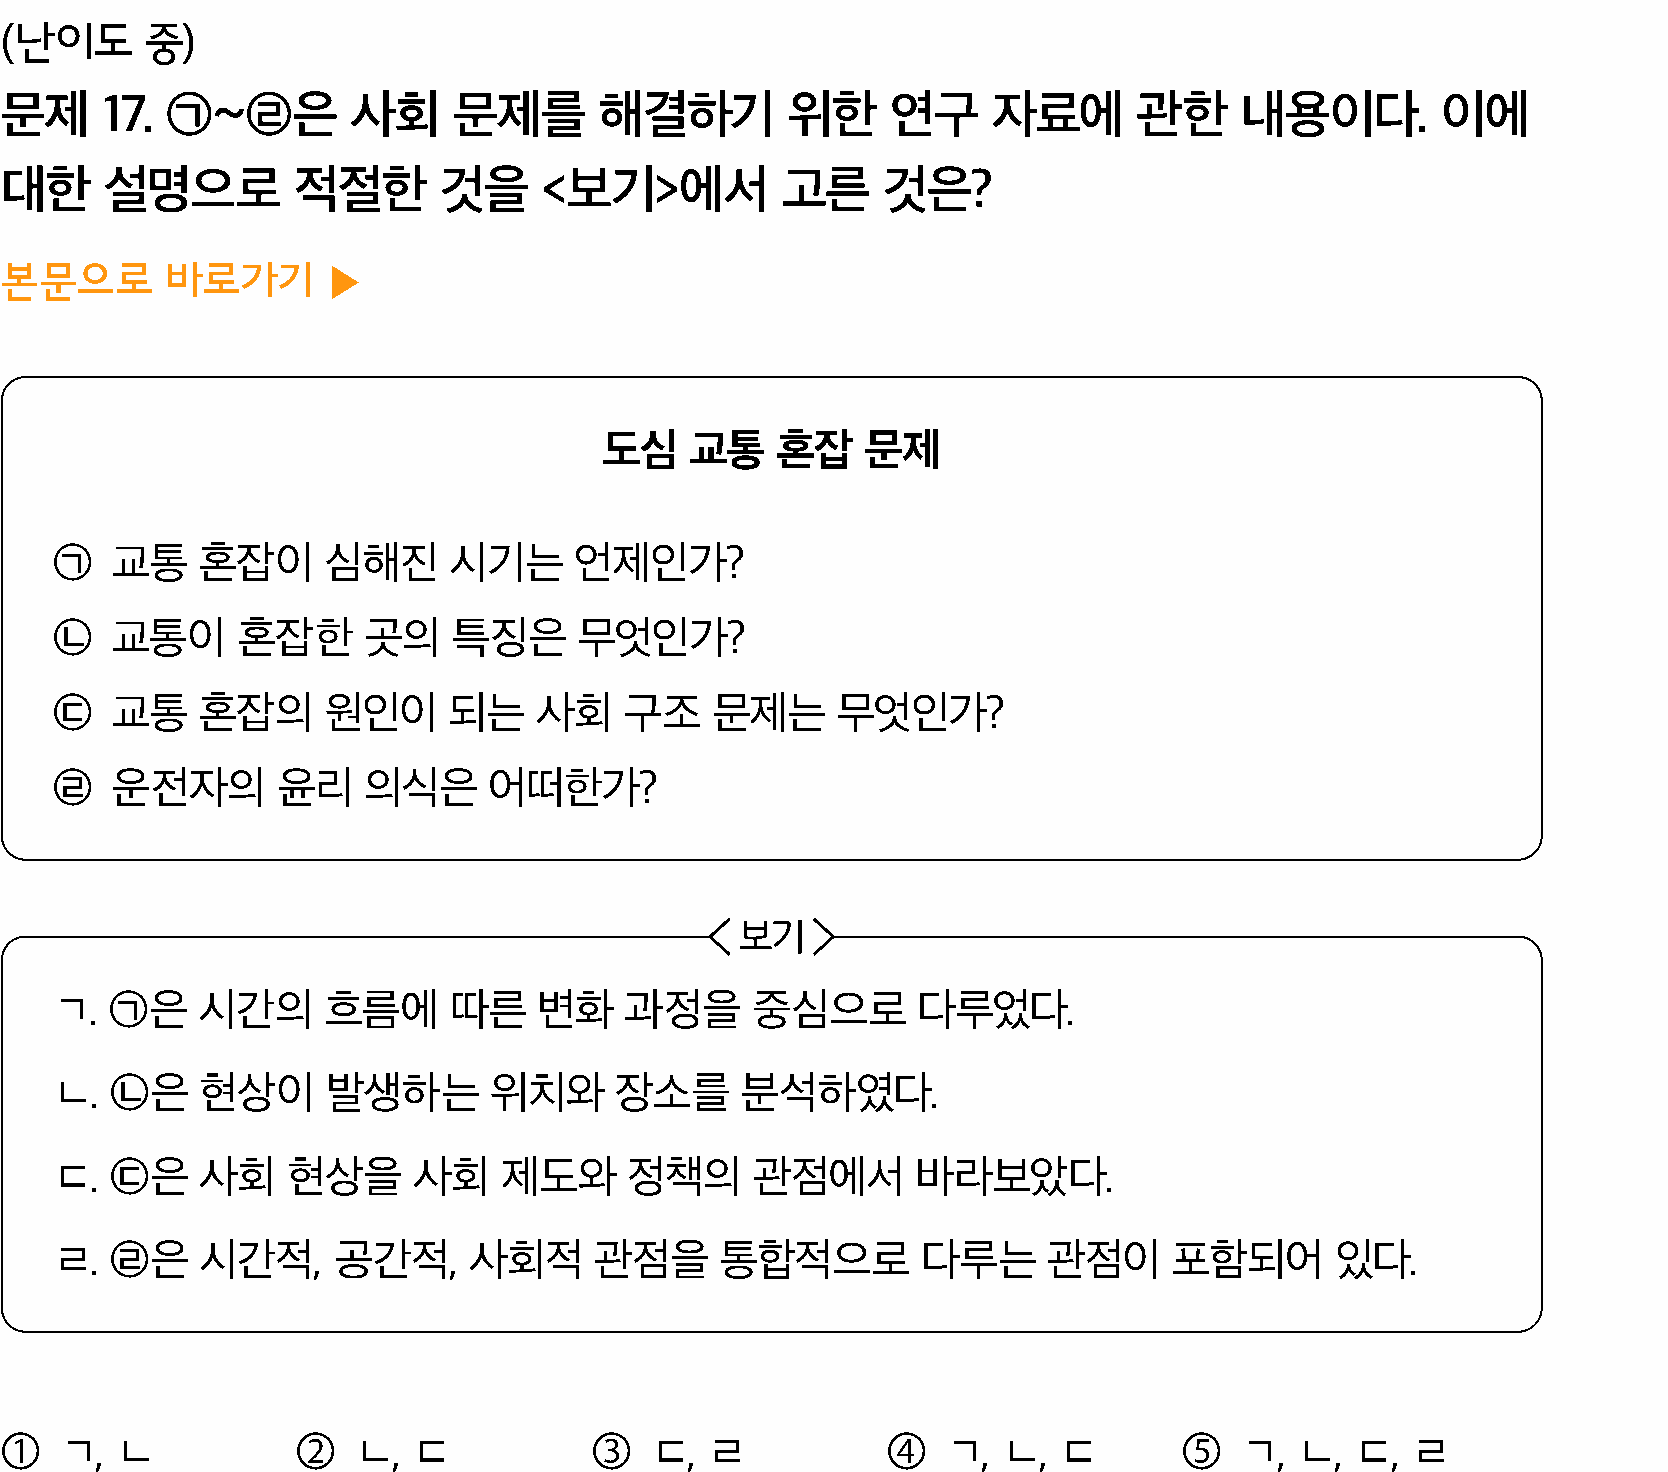 (난이도 중)
문제 17. ㉠~㉣은 사회 문제를 해결하기 위한 연구 자료에 관한 내용이다. 이에
대한 설명으로 적절한 것을 <보기>에서 고른 것은?
본문으로 바로가기 ▶
도심 교통 혼잡 문제
㉠ 교통 혼잡이 심해진 시기는 언제인가?
㉡ 교통이 혼잡한 곳의 특징은 무엇인가?
㉢ 교통 혼잡의 원인이 되는 사회 구조 문제는 무엇인가?
㉣ 운전자의 윤리 의식은 어떠한가?
<보기>
ㄱ. ㉠은 시간의 흐름에 따른 변화 과정을 중심으로 다루었다.
ㄴ. ㉡은 현상이 발생하는 위치와 장소를 분석하였다.
ㄷ. ㉢은 사회 현상을 사회 제도와 정책의 관점에서 바라보았다.
ㄹ. ㉣은 시간적, 공간적, 사회적 관점을 통합적으로 다루는 관점이 포함되어 있다.
① ㄱ, ㄴ ② ㄴ, ㄷ ③ ㄷ, ㄹ ④ ㄱ, ㄴ, ㄷ ⑤ ㄱ, ㄴ, ㄷ, ㄹ